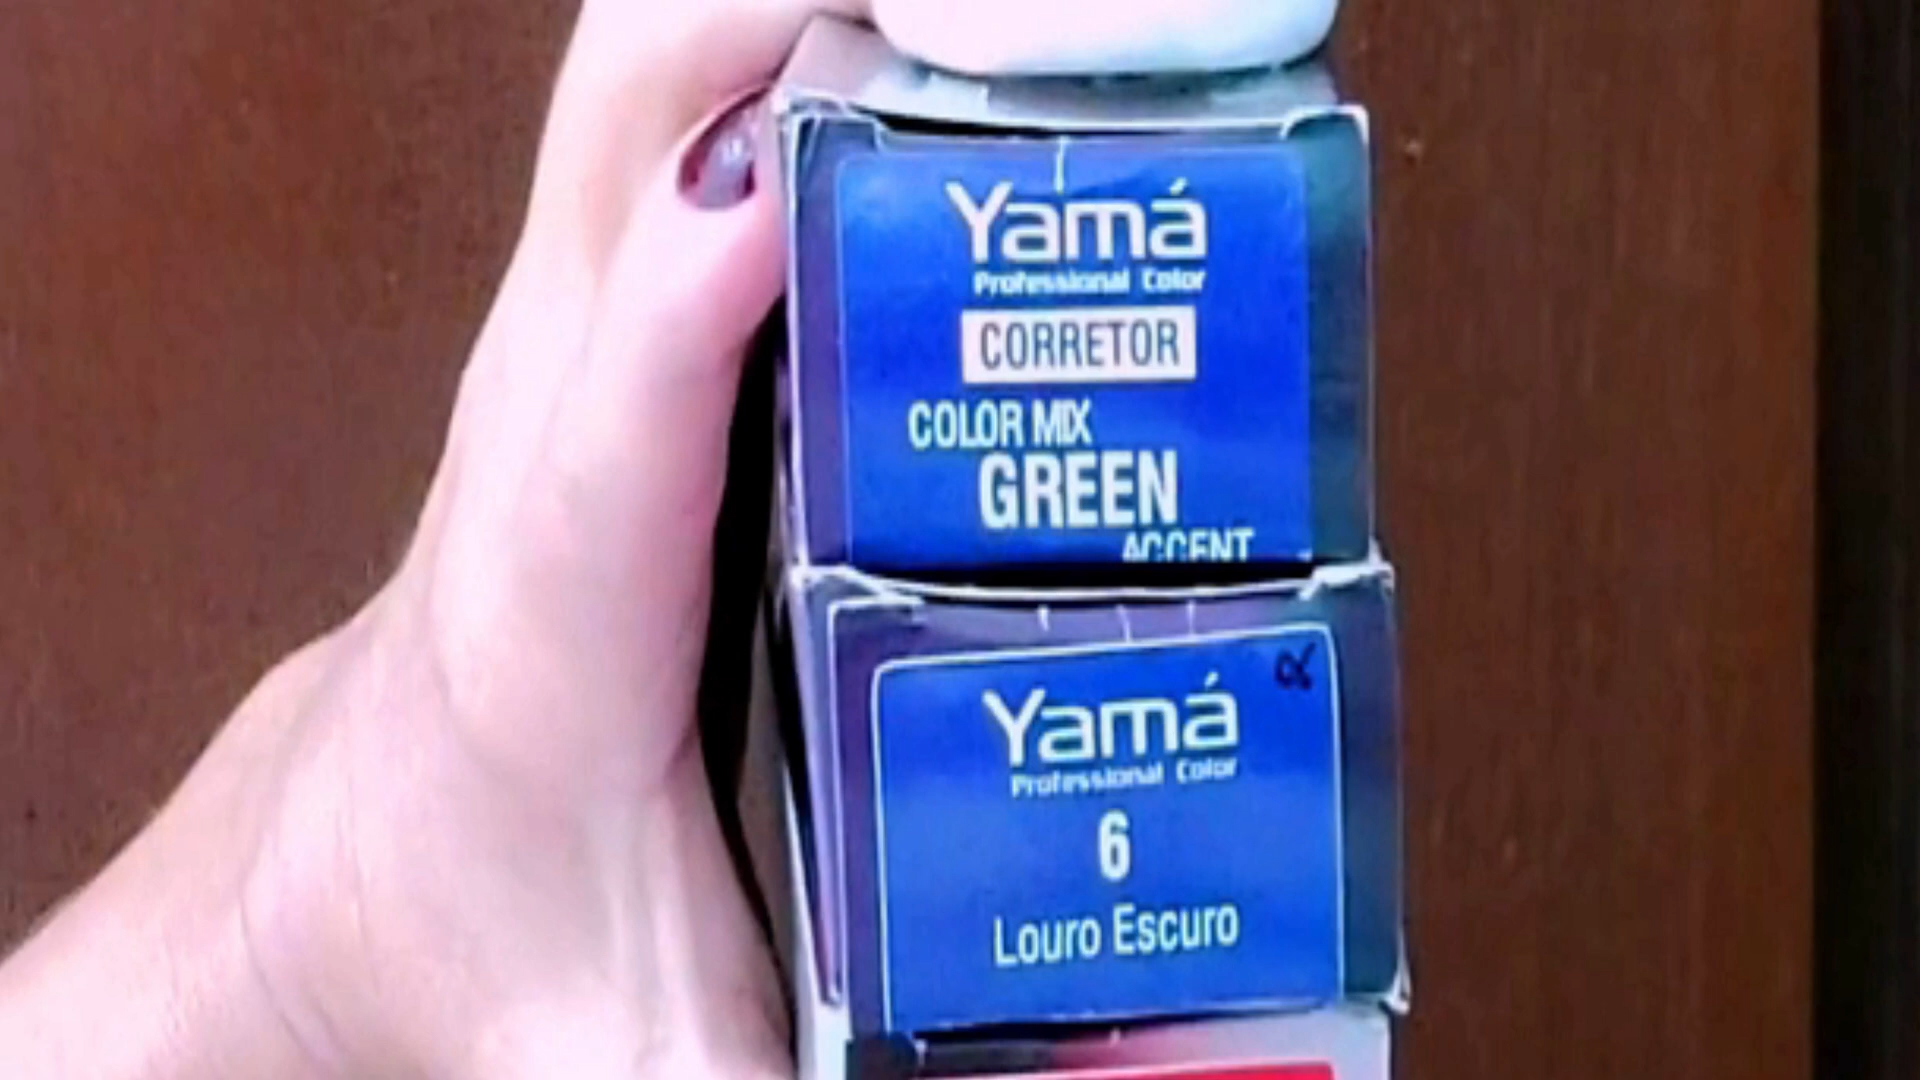 Yamá
Professional Color
CORRETOR
COLOR MIX
GREEN
ACCENT
Yamá
Professional Color
6
Louro Escuro